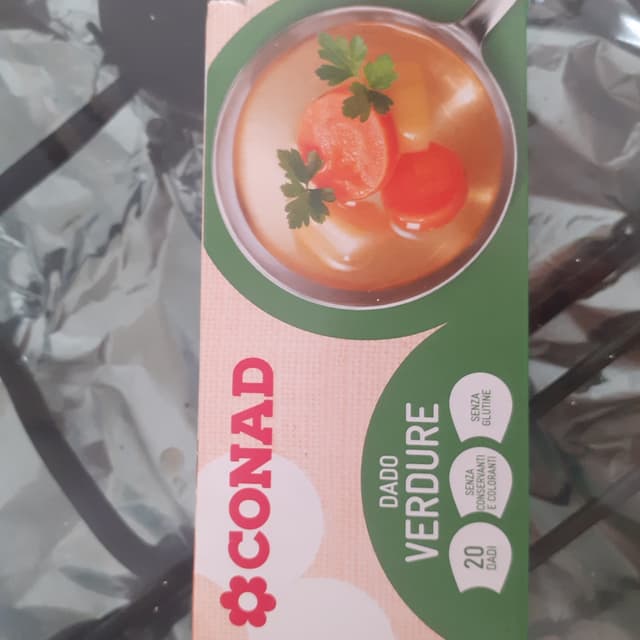 CONAD
DADO
VERDURE
20
DADI
SENZA
CONSERVANTI
E COLORANTI
SENZA
GLUTINE